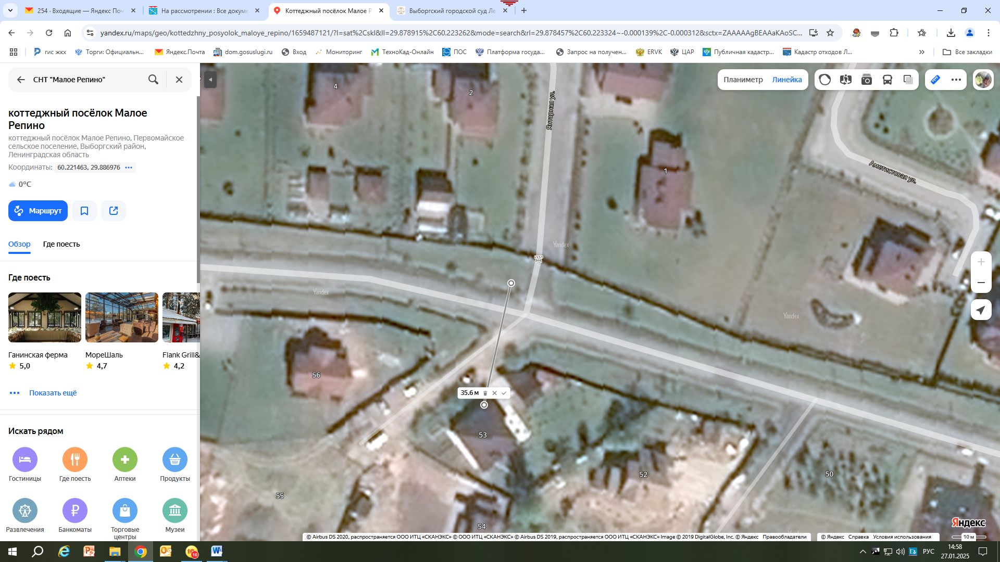 254 · Входящие — Яндекс Поч
На рассмотрении : Все докуме
Коттеджный посёлок Малое Р
Выборгский городской суд Ле
yandex.ru/maps/geo/kottedzhny_posyolok_maloye_repino/1659487121/?l=sat%2Cskl&ll=29.878915%2C60.223262&mode=search&rl=29.878457%2C60.223324~-0.000139%2C-0.000312&sctx=ZAAAAAgBEAAaKAoSC...
гис жкх
Торги: Официальн...
Яндекс.Почта
dom.gosuslugi.ru
Вход
Мониторинг
ТехноКад-Онлайн
ПОС
Платформа госуда...
Запрос на получен...
ERVK
ЦАР
Публичная кадастр...
Кадастр отходов Л...
Все закладки
СНТ "Малое Репино"
Планиметр
Линейка
коттеджный посёлок Малое
Репино
коттеджный посёлок Малое Репино, Первомайское
сельское поселение, Выборгский район,
Ленинградская область
Координаты: 60.221463, 29.886976
0°C
Маршрут
Обзор
Где поесть
Где поесть
Ганинская ферма
МореШаль
Flank Grill&
5,0
4,7
4,2
Показать ещё
Искать рядом
Гостиницы
Где поесть
Аптеки
Продукты
Развлечения
Банкоматы
Торговые
центры
Музеи
4
2
Янтарная ул.
1
Аметистовая ул.
Yandex
Yandex
Yandex
56
35.6 м
53
52
50
55
54
Яндекс
© Airbus DS 2020, распространяется ООО ИТЦ «СКАНЭКС» © ООО ИТЦ «СКАНЭКС» © Airbus DS 2019, распространяется ООО ИТЦ «СКАНЭКС» Image © 2019 DigitalGlobe, Inc. © Яндекс Правообладатели
© Яндекс Справка Условия использования
10 м
10
РУС
14:58
27.01.2025